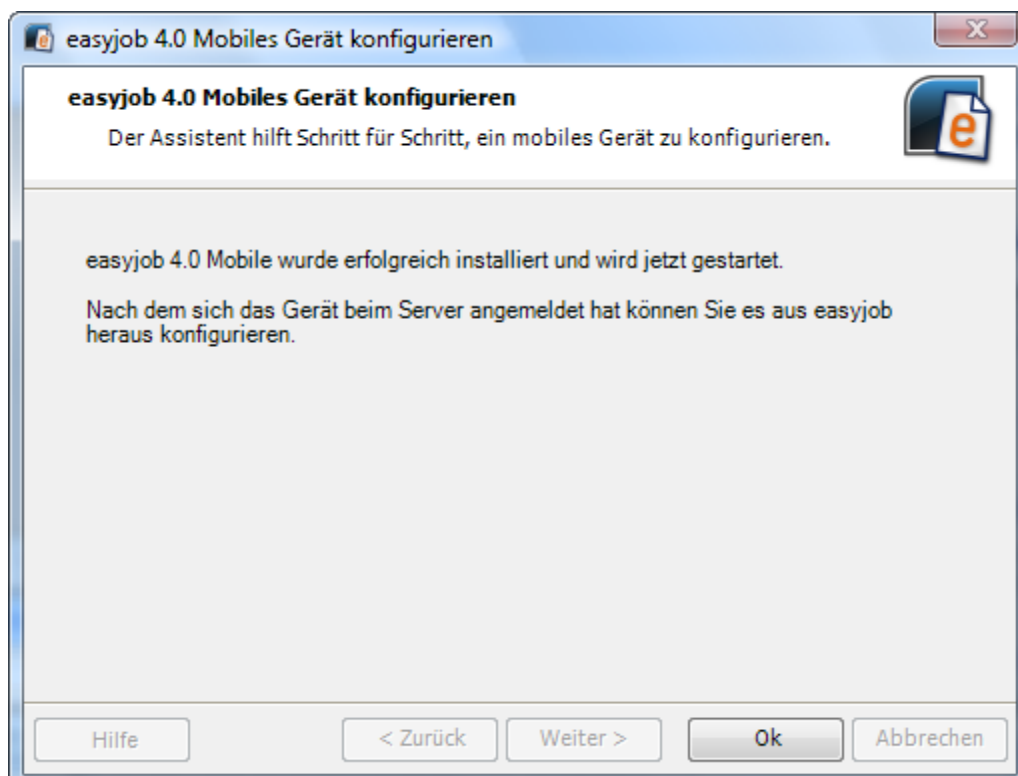 easyjob 4.0 Mobiles Gerät konfigurieren
easyjob 4.0 Mobiles Gerät konfigurieren
Der Assistent hilft Schritt für Schritt, ein mobiles Gerät zu konfigurieren.
e
easyjob 4.0 Mobile wurde erfolgreich installiert und wird jetzt gestartet.
Nach dem sich das Gerät beim Server angemeldet hat können Sie es aus easyjob
heraus konfigurieren.
Hilfe
< Zurück
Weiter >
Ok
Abbrechen